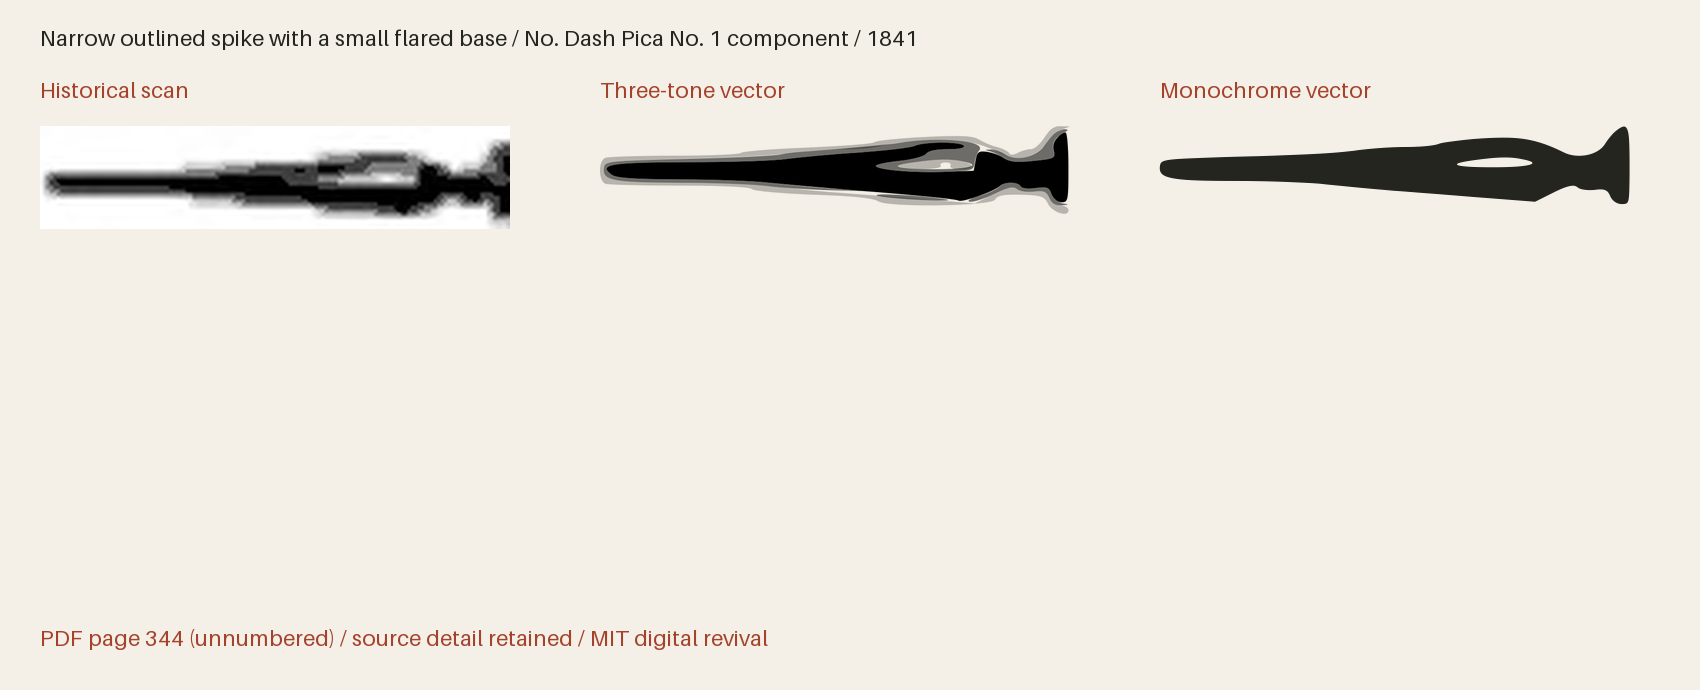 Narrow outlined spike with a small flared base / No. Dash Pica No. 1 component / 1841
Historical scan
Three-tone vector
Monochrome vector
PDF page 344 (unnumbered) / source detail retained / MIT digital revival